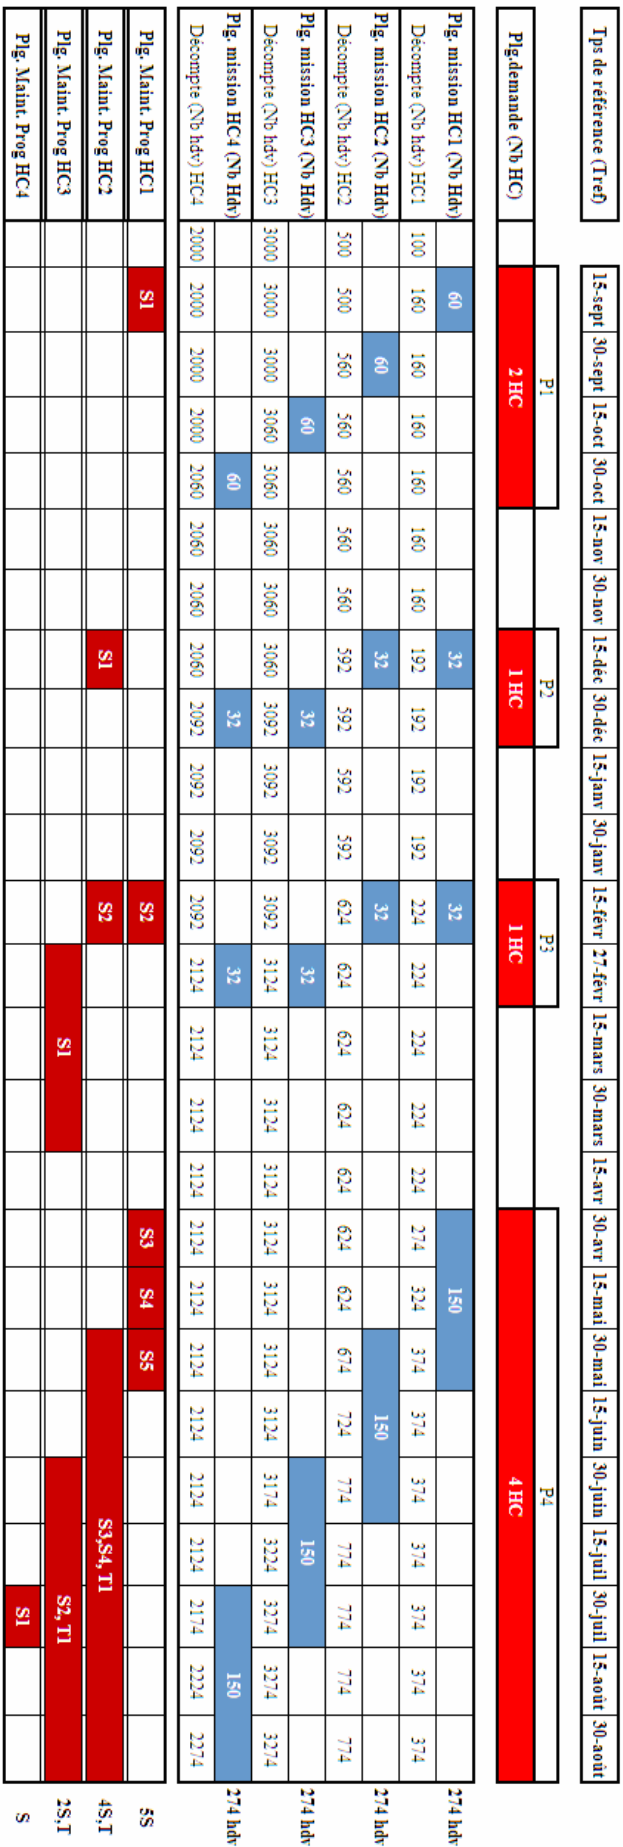 Tps de référence (Tref) 15-sept 30-sept 15-oct 30-oct 15-nov 30-nov 15-déc 30-déc 15-janv 30-janv 15-févr 27-févr 15-mars 30-mars 15-avr 30-avr 15-mai 30-mai 15-juin 30-juin 15-juil 30-juil 15-août 30-août
P1 P2 P3 P4
Plg.demande (Nb HC) 2 HC 1 HC 1 HC 4 HC
Plg. mission HC1 (Nb Hdv) 60 32 32 150 274 hdv
Décompte (Nb hdv) HC1 100 160 160 160 160 160 160 192 192 192 192 224 224 224 224 224 274 324 374 374 374 374 374 374 374
Plg. mission HC2 (Nb Hdv) 60 32 32 150 274 hdv
Décompte (Nb hdv) HC2 500 500 560 560 560 560 560 592 592 592 592 624 624 624 624 624 624 624 674 724 774 774 774 774 774
Plg. mission HC3 (Nb Hdv) 60 32 32 150 274 hdv
Décompte (Nb hdv) HC3 3000 3000 3000 3060 3060 3060 3060 3060 3092 3092 3092 3092 3124 3124 3124 3124 3124 3124 3124 3124 3174 3224 3274 3274 3274
Plg. mission HC4 (Nb Hdv) 60 32 32 150 274 hdv
Décompte (Nb hdv) HC4 2000 2000 2000 2000 2060 2060 2060 2060 2092 2092 2092 2092 2124 2124 2124 2124 2124 2124 2124 2124 2124 2124 2174 2224 2274
Plg. Maint. Prog HC1 S1 S2 S3 S4 S5 5S
Plg. Maint. Prog HC2 S1 S2 S3,S4, T1 4S,T
Plg. Maint. Prog HC3 S1 S2, T1 2S,T
Plg. Maint. Prog HC4 S1 S